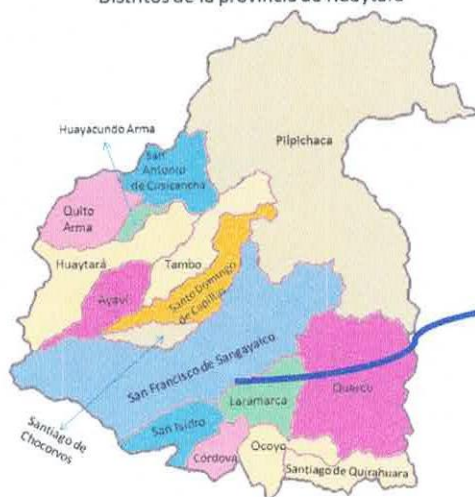 Distritos de la provincia de Huaytará
Huayacundo Arma
San
Antonio
de Cusicancha
Pilpichaca
Quito
Arma
Huaytará
Tambo
Ayaví
Santo Domingo
de Capillas
San Francisco de Sangayaico
Querco
Laramarca
Santiago de
Chocorvos
San Isidro
Córdova
Ocoyo
Santiago de Quirahuara